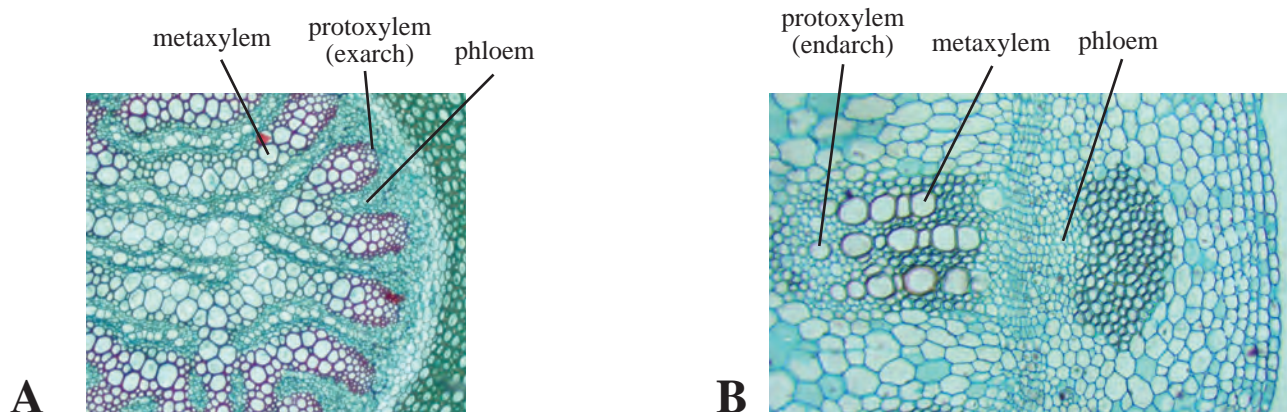 metaxylem
protoxylem
(exarch)
phloem
A
protoxylem
(endarch)
metaxylem
phloem
B